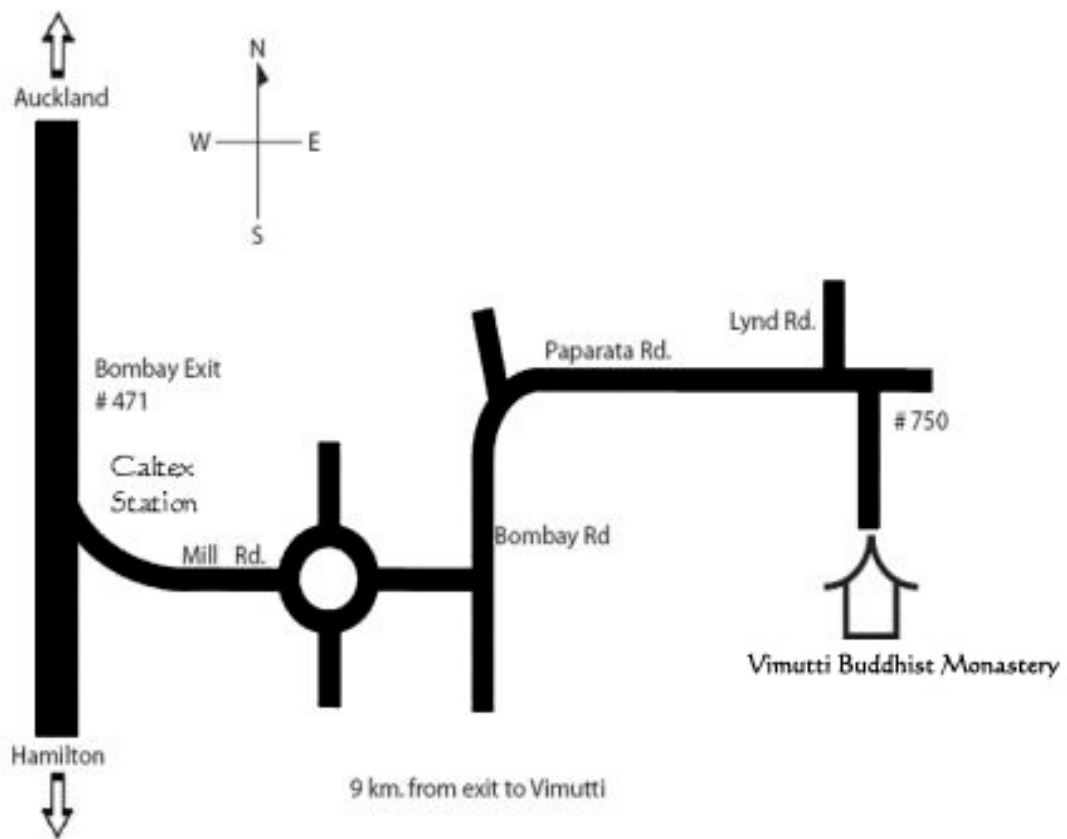 Auckland
N
W
E
S
Lynd Rd.
Paparata Rd.
Bombay Exit
# 471
# 750
Caltex
Station
Bombay Rd
Mill Rd.
Vimutti Buddhist Monastery
Hamilton
9 km. from exit to Vimutti